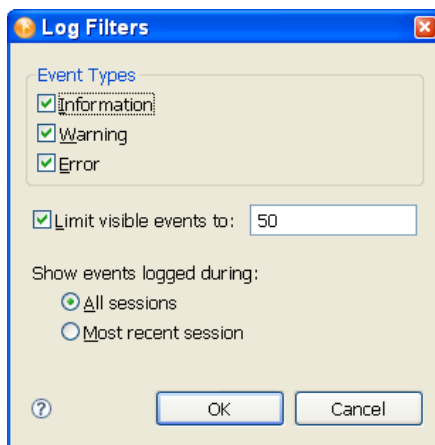 Log Filters
Event Types
Information
Warning
Error
Limit visible events to: 50
Show events logged during:
All sessions
Most recent session
? OK Cancel